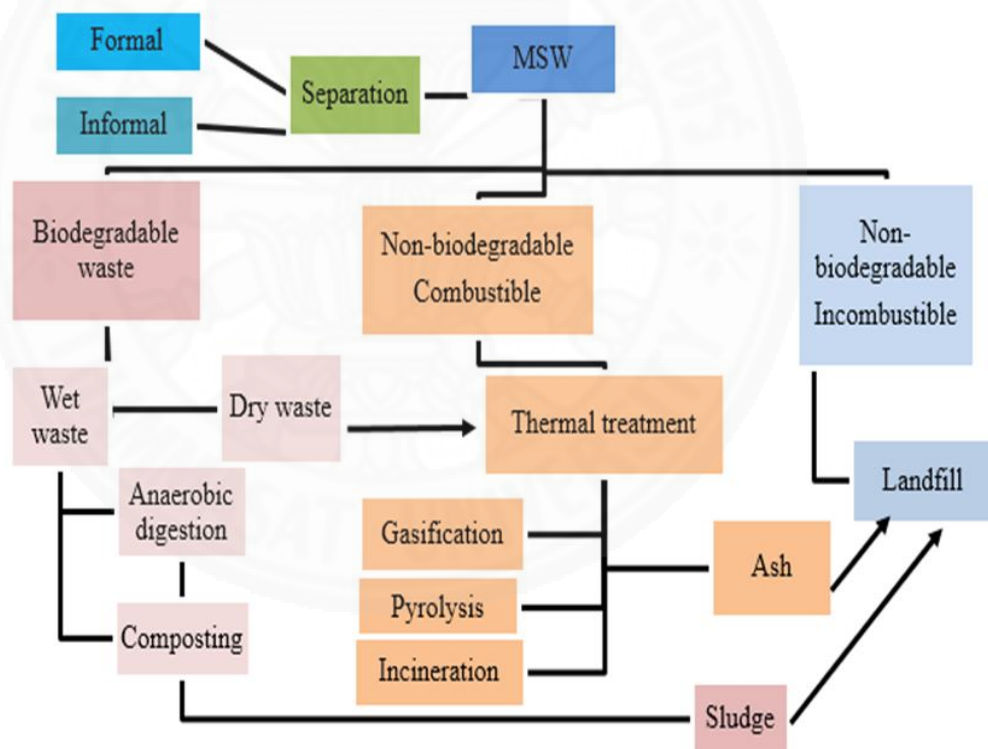 Formal
MSW
Separation
Informal
Biodegradable
waste
Non-biodegradable
Combustible
Non-
biodegradable
Incombustible
Wet
waste
Dry waste
Thermal treatment
Anaerobic
digestion
Landfill
Gasification
Ash
Pyrolysis
Composting
Incineration
Sludge